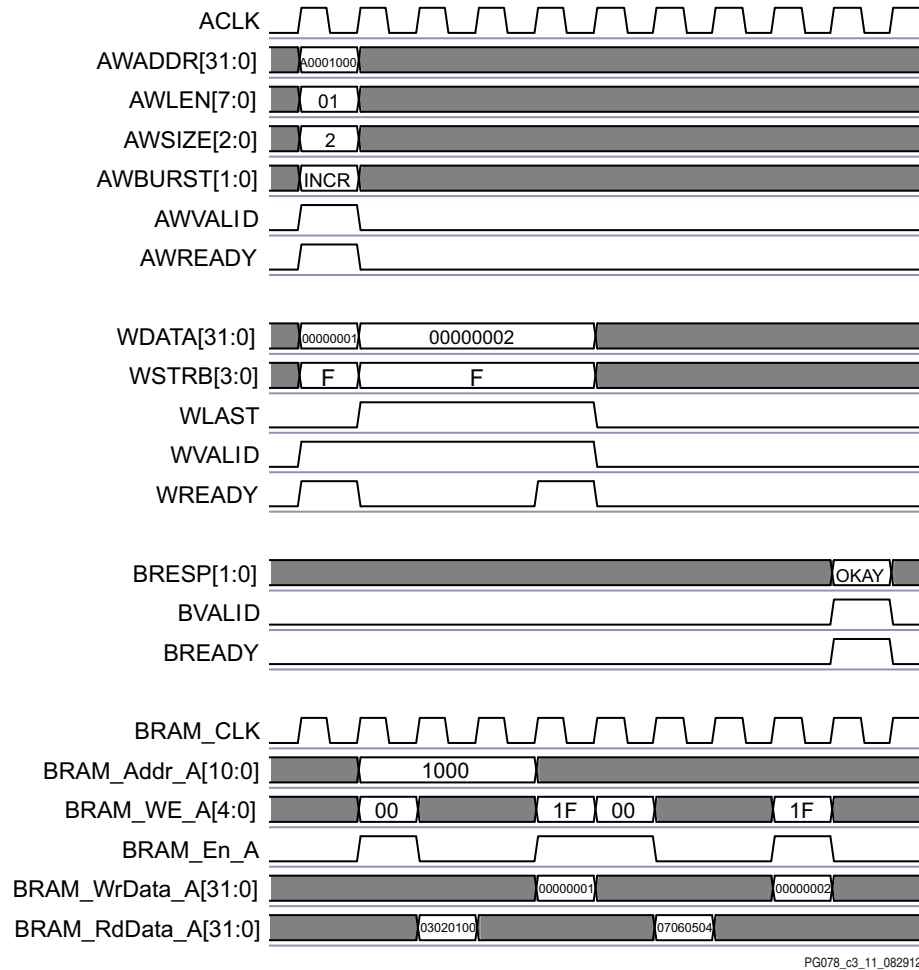 ACLK
AWADDR[31:0] A0001000
AWLEN[7:0] 01
AWSIZE[2:0] 2
AWBURST[1:0] INCR
AWVALID
AWREADY
WDATA[31:0] 00000001 00000002
WSTRB[3:0] F F
WLAST
WVALID
WREADY
BRESP[1:0] OKAY
BVALID
BREADY
BRAM_CLK
BRAM_Addr_A[10:0] 1000
BRAM_WE_A[4:0] 00 1F 00 1F
BRAM_En_A
BRAM_WrData_A[31:0] 00000001 00000002
BRAM_RdData_A[31:0] 03020100 07060504
PG078_c3_11_082912